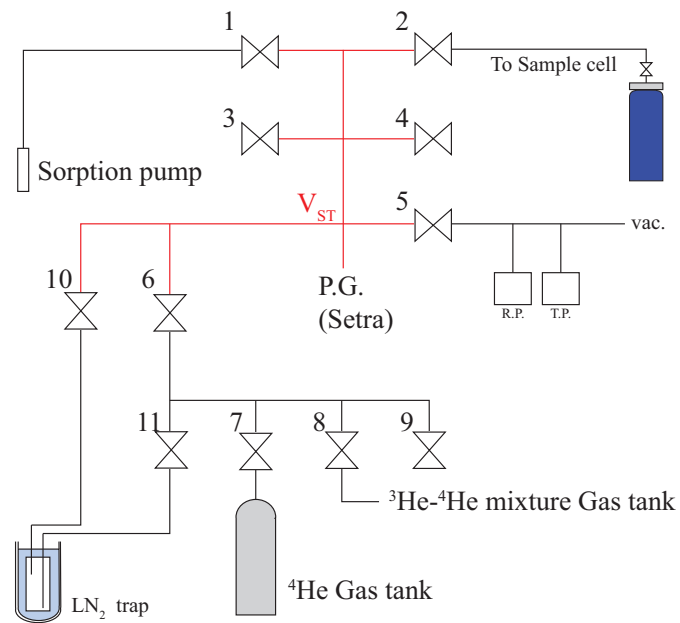 1
2
To Sample cell
3
4
Sorption pump
V_ST
5
vac.
10
6
P.G.
(Setra)
R.P.
T.P.
11
7
8
9
³He-⁴He mixture Gas tank
⁴He Gas tank
LN₂ trap